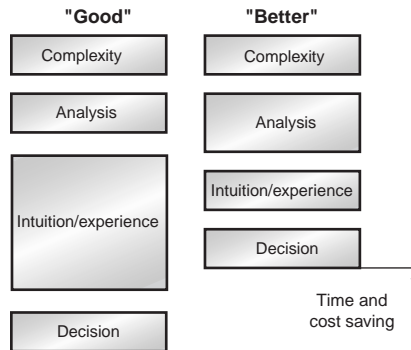 "Good"
Complexity
Analysis
Intuition/experience
Decision
"Better"
Complexity
Analysis
Intuition/experience
Decision
Time and
cost saving